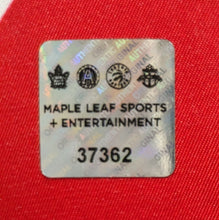 MAPLE LEAF SPORTS
+ ENTERTAINMENT
37362